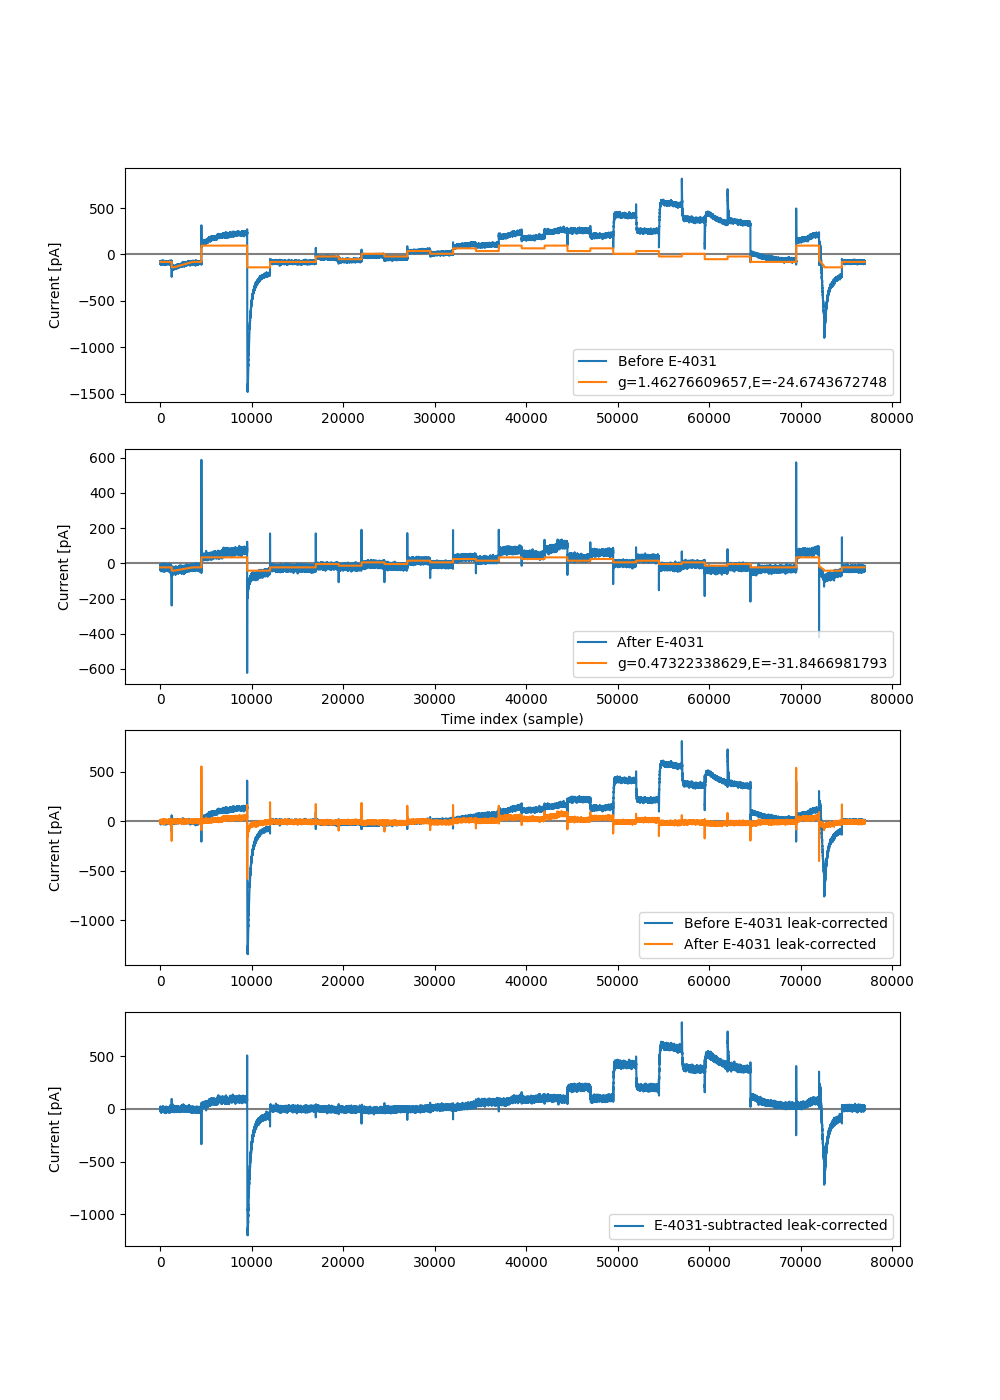 500
0
−500
−1000
−1500
Current [pA]
Before E-4031
g=1.46276609657,E=-24.6743672748
0 10000 20000 30000 40000 50000 60000 70000 80000
600
400
200
0
−200
−400
−600
Current [pA]
After E-4031
g=0.47322338629,E=-31.8466981793
0 10000 20000 30000 40000 50000 60000 70000 80000
Time index (sample)
500
0
−500
−1000
Current [pA]
Before E-4031 leak-corrected
After E-4031 leak-corrected
0 10000 20000 30000 40000 50000 60000 70000 80000
500
0
−500
−1000
Current [pA]
E-4031-subtracted leak-corrected
0 10000 20000 30000 40000 50000 60000 70000 80000